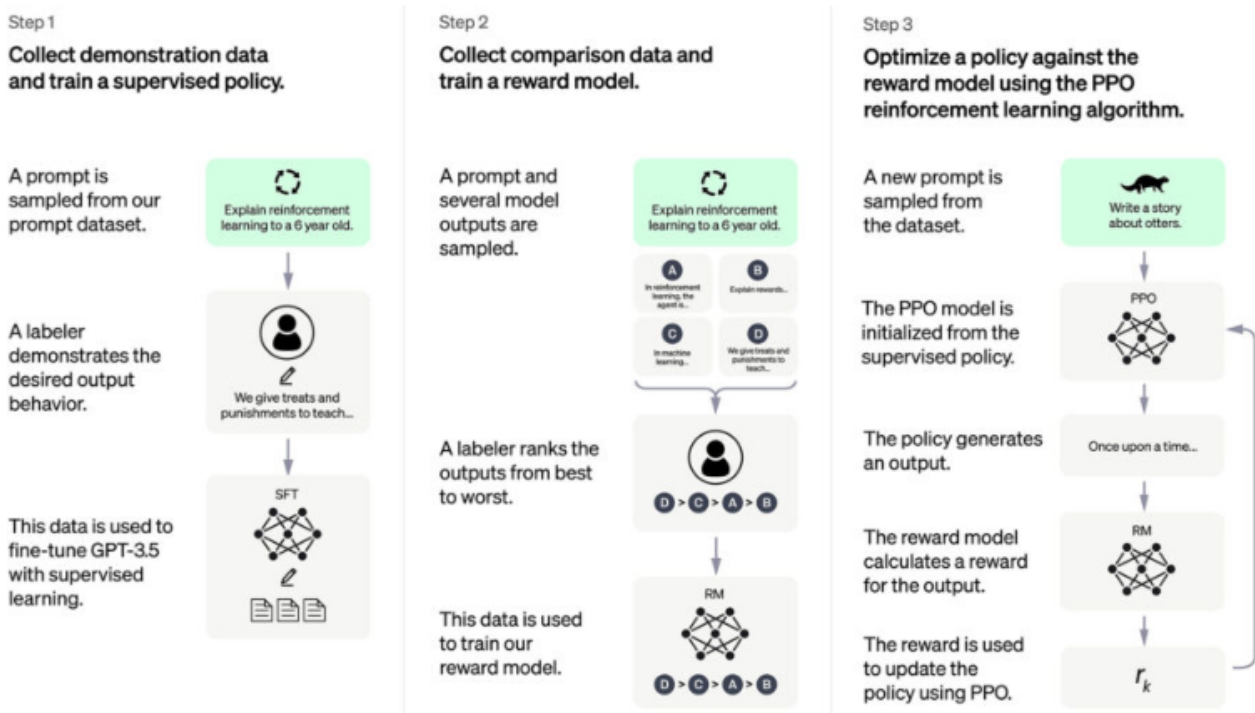 Step 1
Collect demonstration data
and train a supervised policy.
A prompt is
sampled from our
prompt dataset.
Explain reinforcement
learning to a 6 year old.
A labeler
demonstrates the
desired output
behavior.
We give treats and
punishments to teach...
This data is used to
fine-tune GPT-3.5
with supervised
learning.
SFT
Step 2
Collect comparison data and
train a reward model.
A prompt and
several model
outputs are
sampled.
Explain reinforcement
learning to a 6 year old.
A
In reinforcement
learning, the
agent is...
B
Explain rewards...
C
In machine
learning...
D
We give treats and
punishments to
teach...
A labeler ranks the
outputs from best
to worst.
D > C > A > B
This data is used
to train our
reward model.
RM
D > C > A > B
Step 3
Optimize a policy against the
reward model using the PPO
reinforcement learning algorithm.
A new prompt is
sampled from
the dataset.
Write a story
about otters.
The PPO model is
initialized from the
supervised policy.
PPO
The policy generates
an output.
Once upon a time...
The reward model
calculates a reward
for the output.
RM
The reward is used
to update the
policy using PPO.
rk